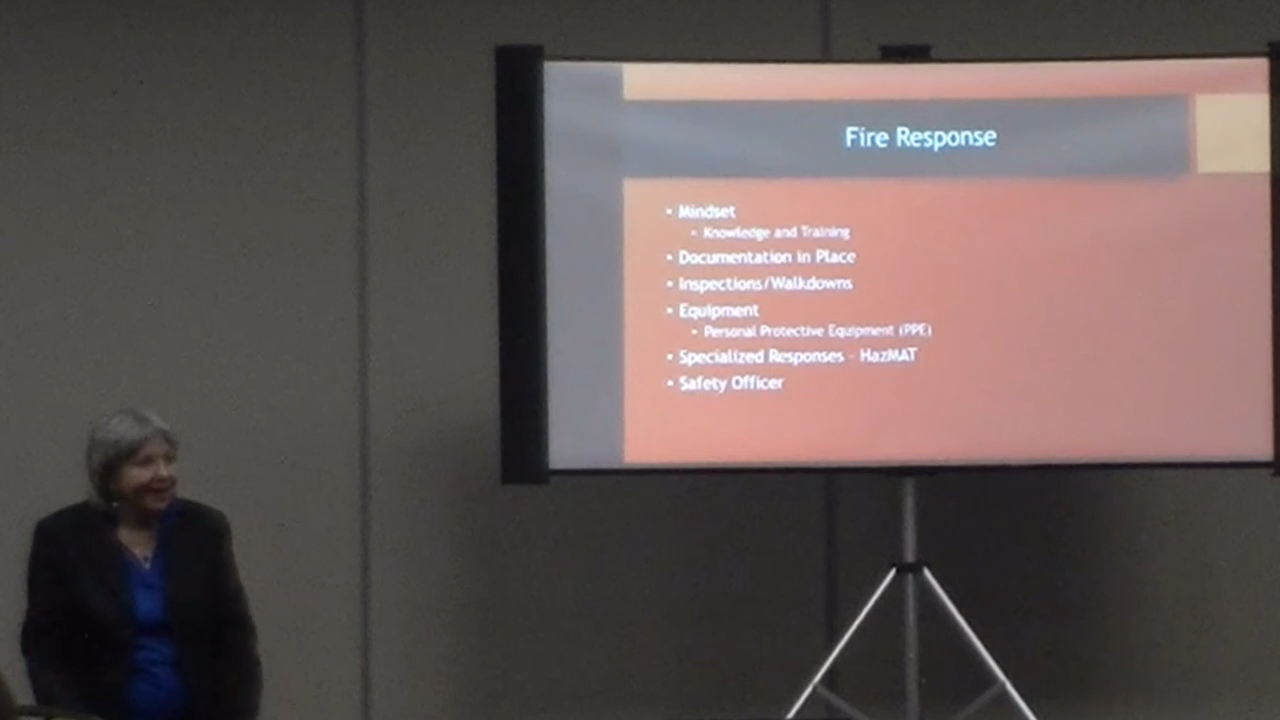 Fire Response
• Mindset
• Knowledge and Training
• Documentation in Place
• Inspections/Walkdowns
• Equipment
• Personal Protective Equipment (PPE)
• Specialized Responses – HazMAT
• Safety Officer